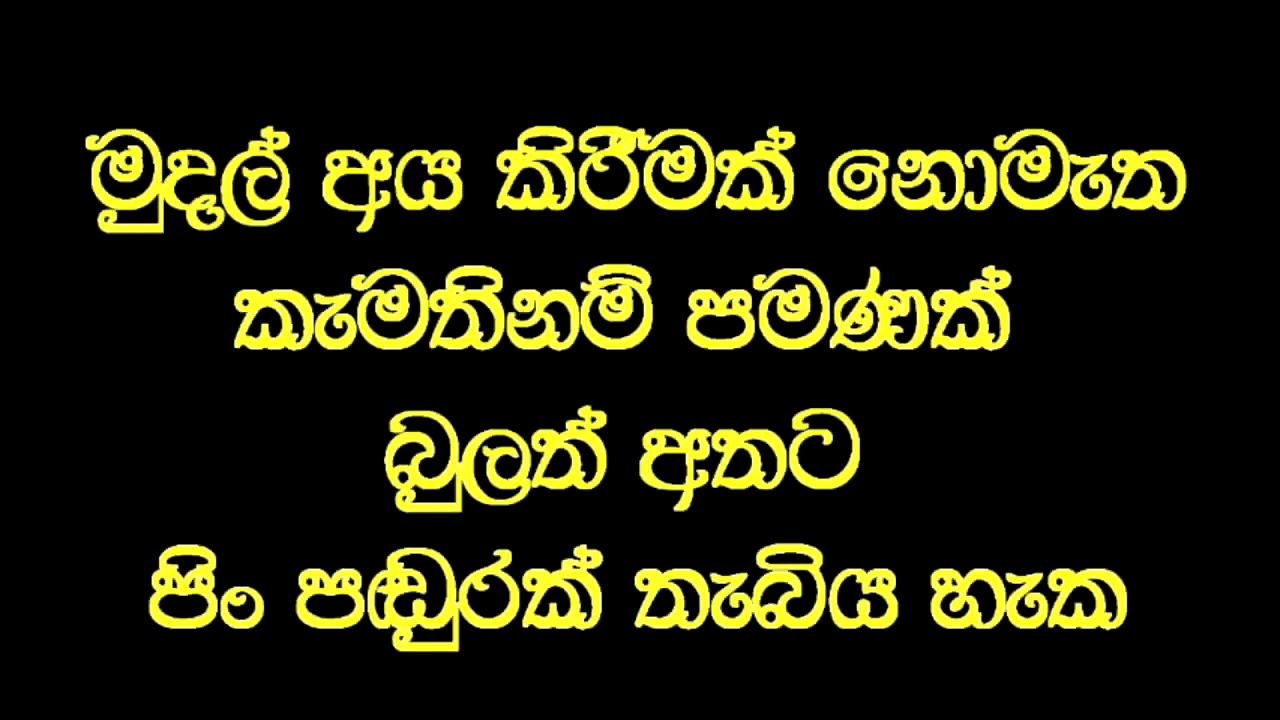 මුදල් අය කිරීමක් නොමැත
කැමතිනම් පමණක්
බුලත් අතට
පිං පඬුරක් තැබිය හැක